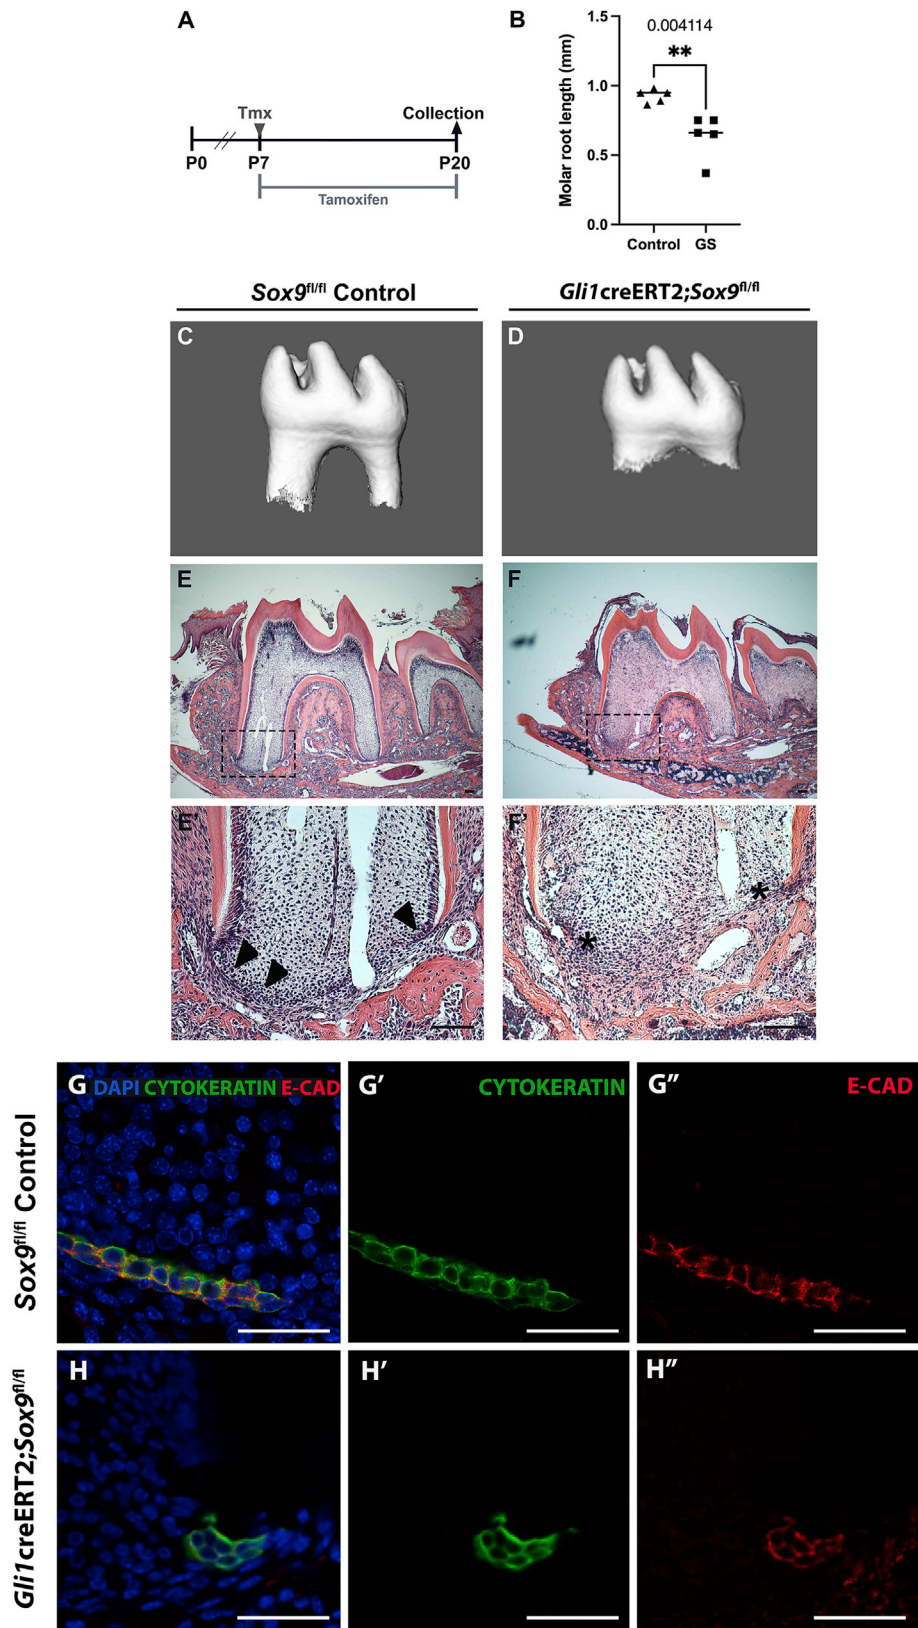 A
Tmx
Collection
P0
P7
P20
Tamoxifen
B
0.004114
**
Molar root length (mm)
1.5
1.0
0.5
0.0
Control
GS
Sox9fl/fl Control
Gli1creERT2;Sox9fl/fl
C
D
E
F
E'
F'
*
*
Sox9fl/fl Control
G DAPI CYTOKERATIN E-CAD
G' CYTOKERATIN
G" E-CAD
Gli1creERT2;Sox9fl/fl
H
H'
H"